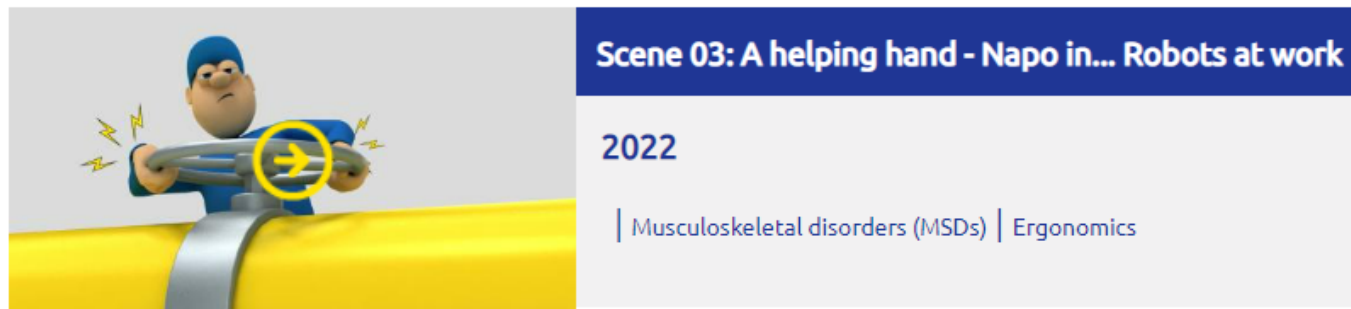 Scene 03: A helping hand - Napo in... Robots at work
2022
| Musculoskeletal disorders (MSDs) | Ergonomics